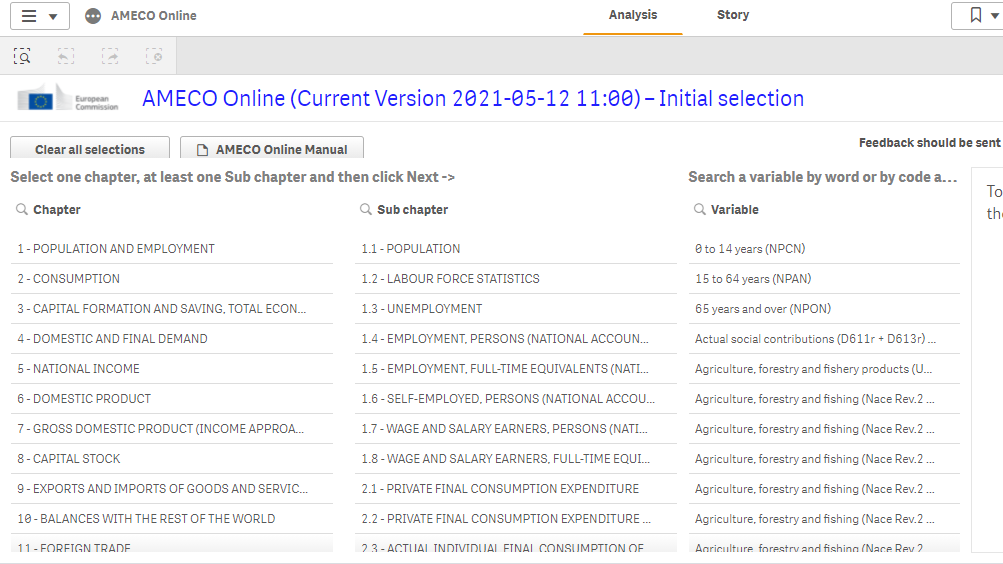 AMECO Online
Analysis
Story
European
Commission
AMECO Online (Current Version 2021-05-12 11:00) – Initial selection
Clear all selections
AMECO Online Manual
Feedback should be sent
Select one chapter, at least one Sub chapter and then click Next ->
Search a variable by word or by code a...
To
the
Chapter
Sub chapter
Variable
1 - POPULATION AND EMPLOYMENT
1.1 - POPULATION
0 to 14 years (NPCN)
2 - CONSUMPTION
1.2 - LABOUR FORCE STATISTICS
15 to 64 years (NPAN)
3 - CAPITAL FORMATION AND SAVING, TOTAL ECON...
1.3 - UNEMPLOYMENT
65 years and over (NPON)
4 - DOMESTIC AND FINAL DEMAND
1.4 - EMPLOYMENT, PERSONS (NATIONAL ACCOUN...
Actual social contributions (D611r + D613r) ...
5 - NATIONAL INCOME
1.5 - EMPLOYMENT, FULL-TIME EQUIVALENTS (NATI...
Agriculture, forestry and fishery products (U...
6 - DOMESTIC PRODUCT
1.6 - SELF-EMPLOYED, PERSONS (NATIONAL ACCOU...
Agriculture, forestry and fishing (Nace Rev.2 ...
7 - GROSS DOMESTIC PRODUCT (INCOME APPROA...
1.7 - WAGE AND SALARY EARNERS, PERSONS (NATI...
Agriculture, forestry and fishing (Nace Rev.2 ...
8 - CAPITAL STOCK
1.8 - WAGE AND SALARY EARNERS, FULL-TIME EQUI...
Agriculture, forestry and fishing (Nace Rev.2 ...
9 - EXPORTS AND IMPORTS OF GOODS AND SERVIC...
2.1 - PRIVATE FINAL CONSUMPTION EXPENDITURE
Agriculture, forestry and fishing (Nace Rev.2 ...
10 - BALANCES WITH THE REST OF THE WORLD
2.2 - PRIVATE FINAL CONSUMPTION EXPENDITURE ...
Agriculture, forestry and fishing (Nace Rev.2 ...
11 - FOREIGN TRADE
2.3 - ACTUAL INDIVIDUAL FINAL CONSUMPTION OF
Agriculture, forestry and fishing (Nace Rev.2